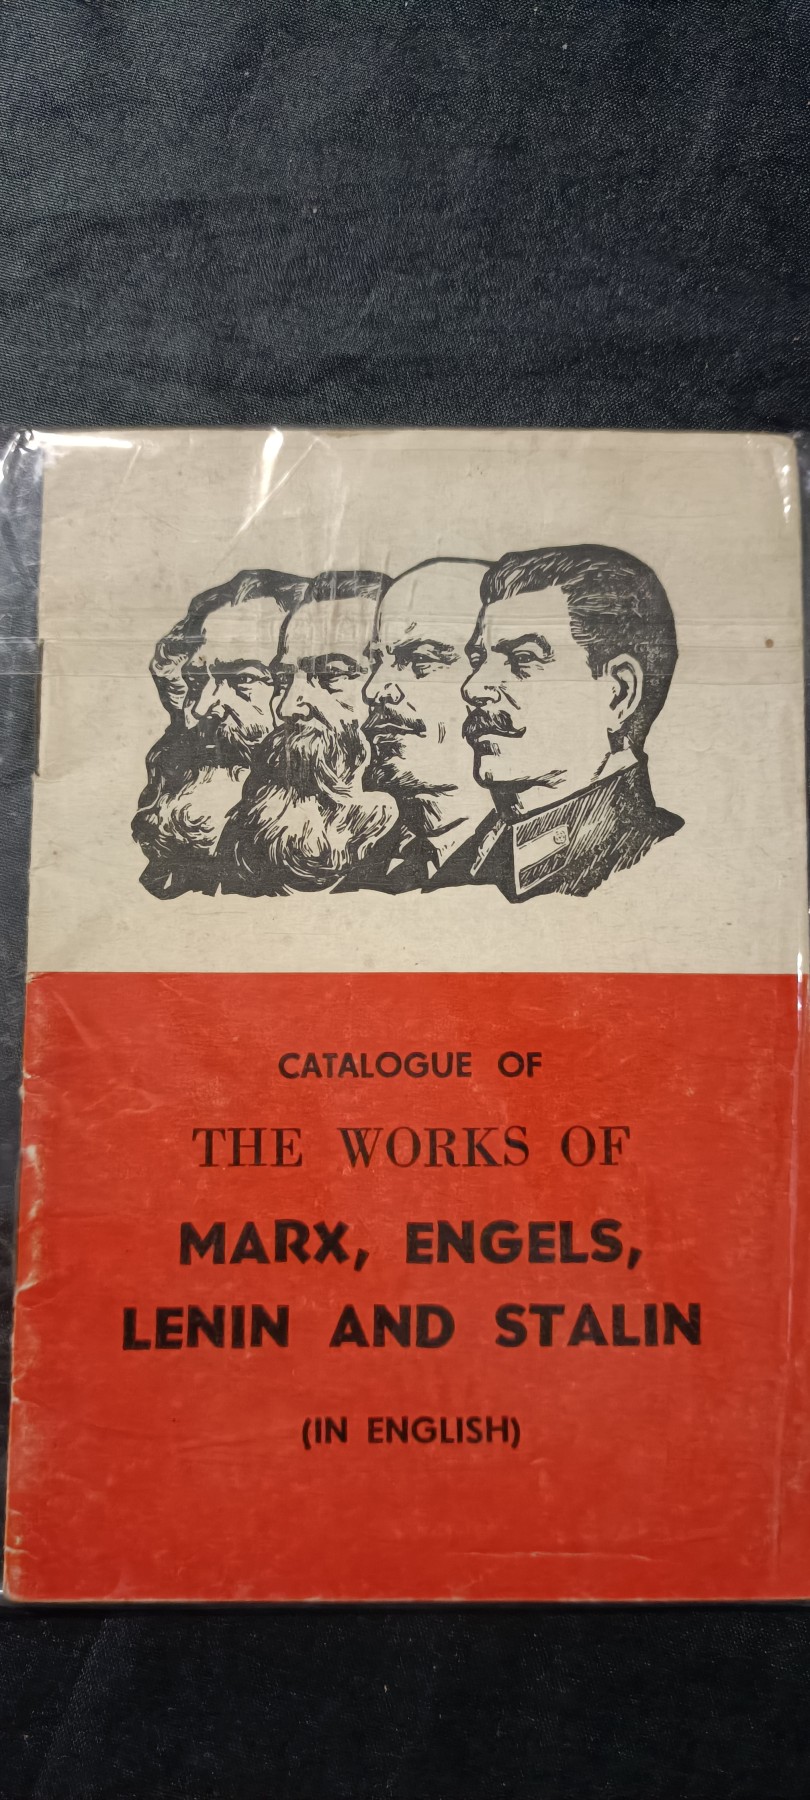 CATALOGUE OF
THE WORKS OF
MARX, ENGELS,
LENIN AND STALIN
(IN ENGLISH)